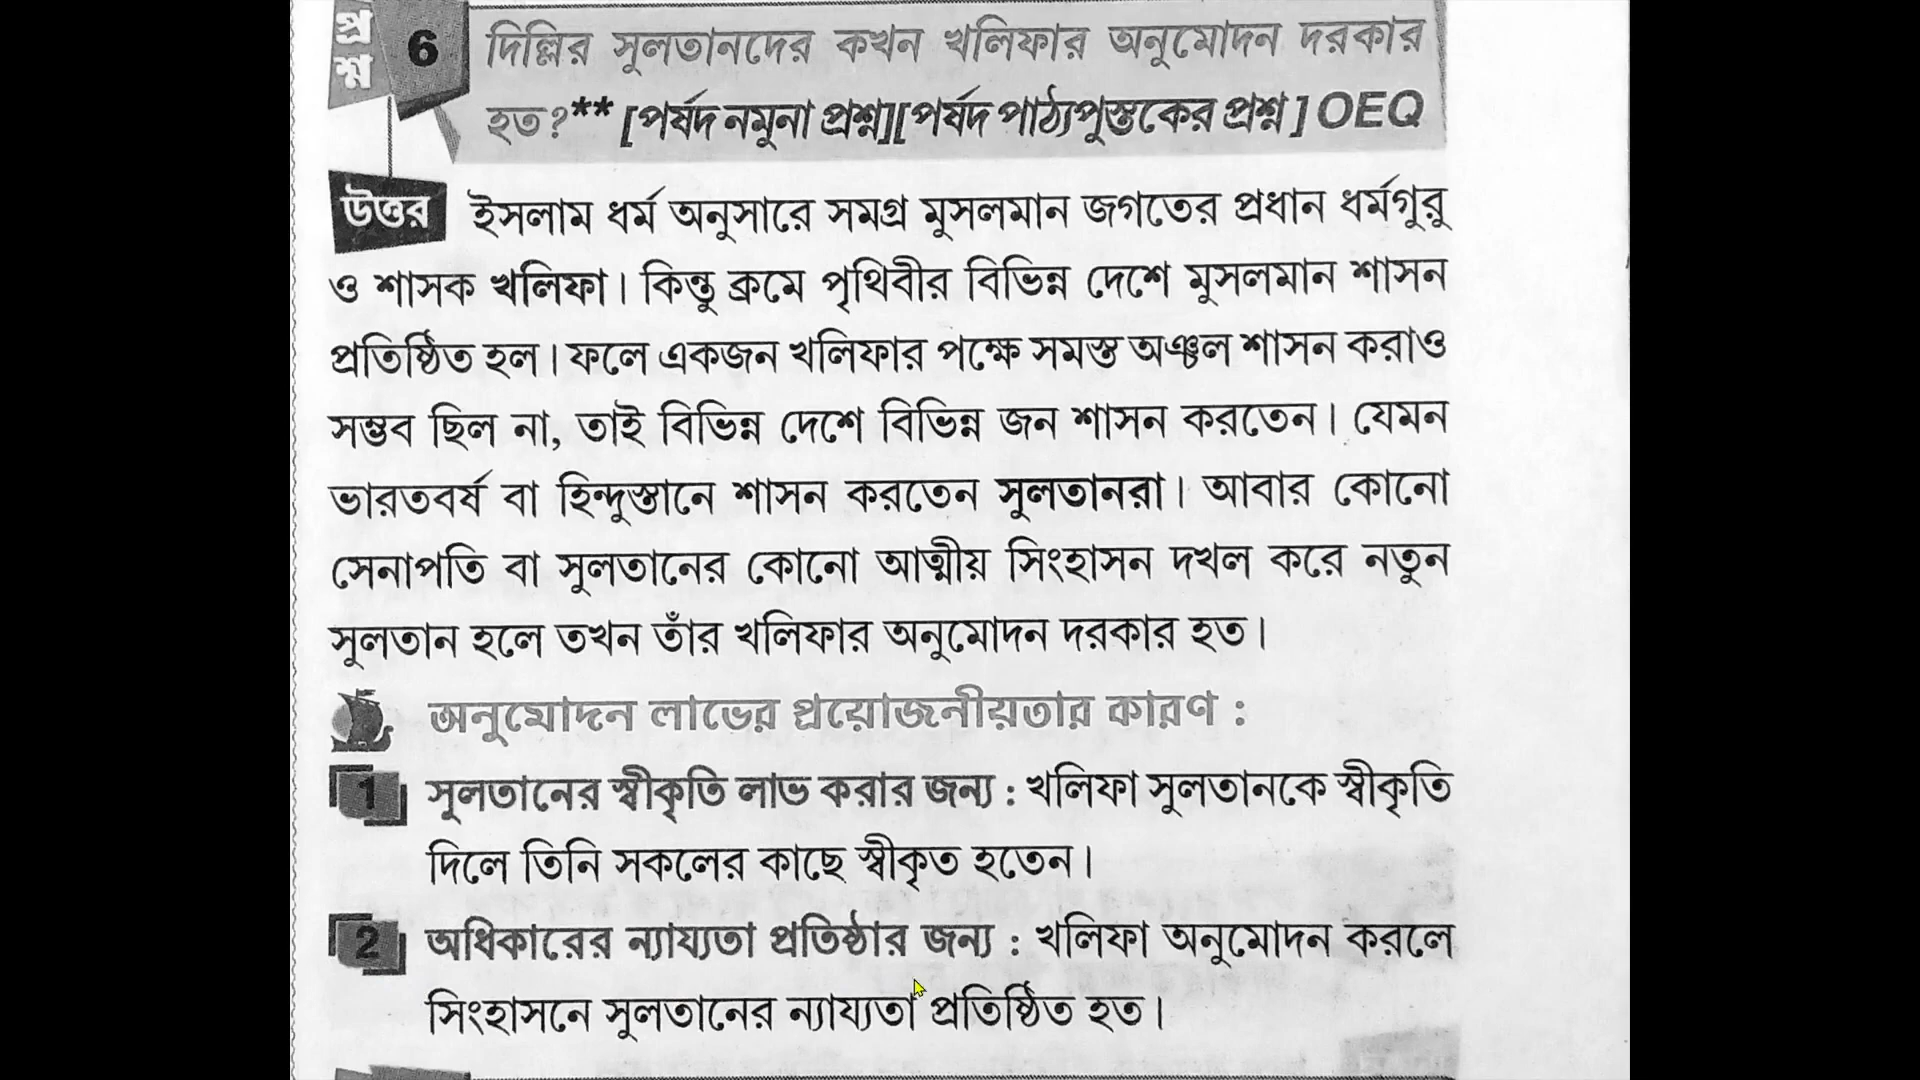 প্রশ্ন 6 দিল্লির সুলতানদের কখন খলিফার অনুমোদন দরকার
হত?** [পর্ষদ নমুনা প্রশ্ন][পর্ষদ পাঠ্যপুস্তকের প্রশ্ন] OEQ
উত্তর ইসলাম ধর্ম অনুসারে সমগ্র মুসলমান জগতের প্রধান ধর্মগুরু
ও শাসক খলিফা। কিন্তু ক্রমে পৃথিবীর বিভিন্ন দেশে মুসলমান শাসন
প্রতিষ্ঠিত হল। ফলে একজন খলিফার পক্ষে সমস্ত অঞ্চল শাসন করাও
সম্ভব ছিল না, তাই বিভিন্ন দেশে বিভিন্ন জন শাসন করতেন। যেমন
ভারতবর্ষ বা হিন্দুস্তানে শাসন করতেন সুলতানরা। আবার কোনো
সেনাপতি বা সুলতানের কোনো আত্মীয় সিংহাসন দখল করে নতুন
সুলতান হলে তখন তাঁর খলিফার অনুমোদন দরকার হত।
অনুমোদন লাভের প্রয়োজনীয়তার কারণ :
1 সুলতানের স্বীকৃতি লাভ করার জন্য : খলিফা সুলতানকে স্বীকৃতি
দিলে তিনি সকলের কাছে স্বীকৃত হতেন।
2 অধিকারের ন্যায্যতা প্রতিষ্ঠার জন্য : খলিফা অনুমোদন করলে
সিংহাসনে সুলতানের ন্যায্যতা প্রতিষ্ঠিত হত।